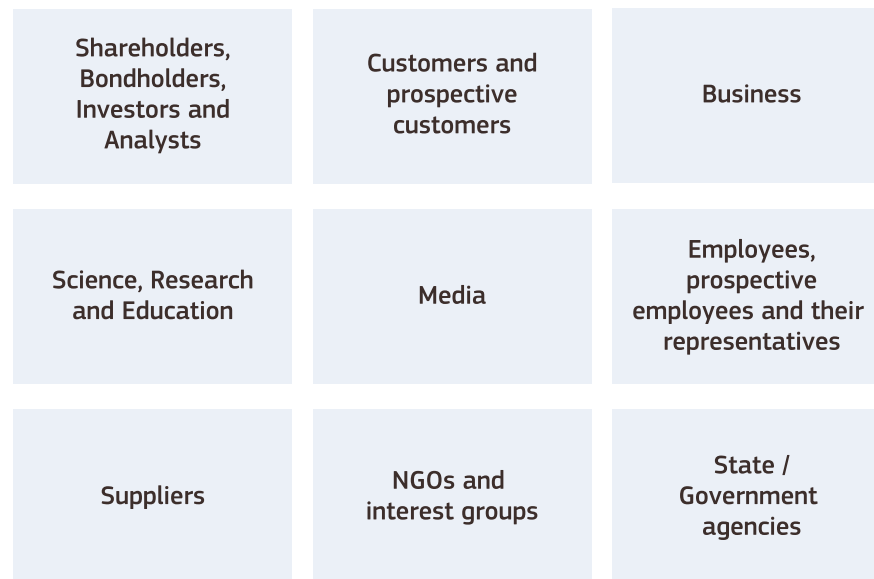 Shareholders,
Bondholders,
Investors and
Analysts
Customers and
prospective
customers
Business
Science, Research
and Education
Media
Employees,
prospective
employees and their
representatives
Suppliers
NGOs and
interest groups
State /
Government
agencies